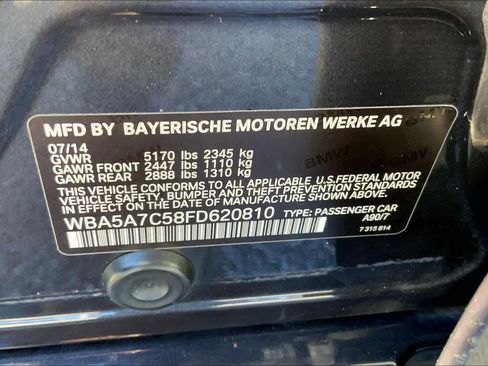 MFD BY BAYERISCHE MOTOREN WERKE AG
07/14
GVWR 5170 lbs 2345 kg
GAWR FRONT 2447 lbs 1110 kg
GAWR REAR 2888 lbs 1310 kg
THIS VEHICLE CONFORMS TO ALL APPLICABLE U.S.FEDERAL MOTOR
VEHICLE SAFETY, BUMPER AND THEFT PREVENTION STANDARDS
IN EFFECT ON THE DATE OF MANUFACTURE SHOWN ABOVE.
WBA5A7C58FD620810 TYPE: PASSENGER CAR
A90/7
7 315 814
BMW